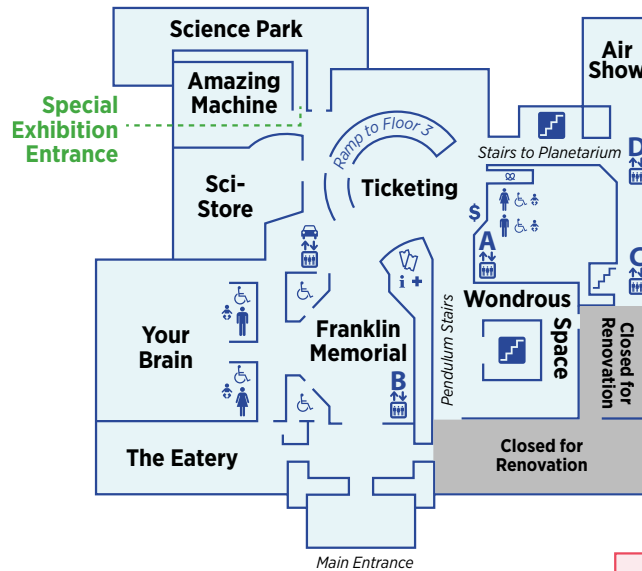 Science Park
Air
Show
Amazing
Machine
Special
Exhibition
Entrance
Ramp to Floor 3
Stairs to Planetarium
D
Sci-
Store
Ticketing
$
A
C
i +
Wondrous
Space
Your
Brain
Franklin
Memorial
Pendulum Stairs
B
Closed for
Renovation
The Eatery
Closed for
Renovation
Main Entrance